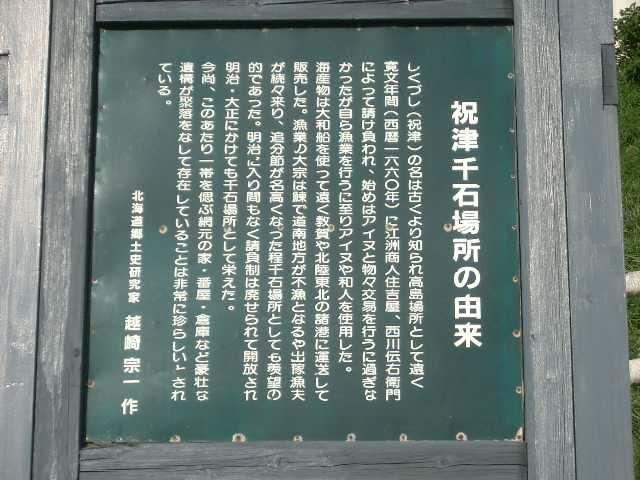 祝津千石場所の由来
しくづし(祝津)の名は古くより知られ高島場所として遠く
寛文年間(西暦一六六〇年)に江洲商人住吉屋、西川伝右衛門
によって請け負われ、始めはアイヌと物々交易を行うに過ぎな
かったが自ら漁業を行うに至りアイヌや和人を使用した。
海産物は大和船を使って遠く敦賀や北陸東北の諸港に運送して
販売した。漁業の大宗は鰊で道南地方が不漁となるや出稼漁夫
が続々来り、追分節が名高くなった程千石場所としても羨望の
的であった。明治に入り間もなく請負制は廃せられて開放され
明治・大正にかけても千石場所として栄えた。
今尚、このあたり一帯を偲ぶ網元の家・番屋・倉庫など豪壮な
遺構が聚落をなして存在していることは非常に珍らしいとされ
ている。
北海道郷土史研究家 越崎宗一作